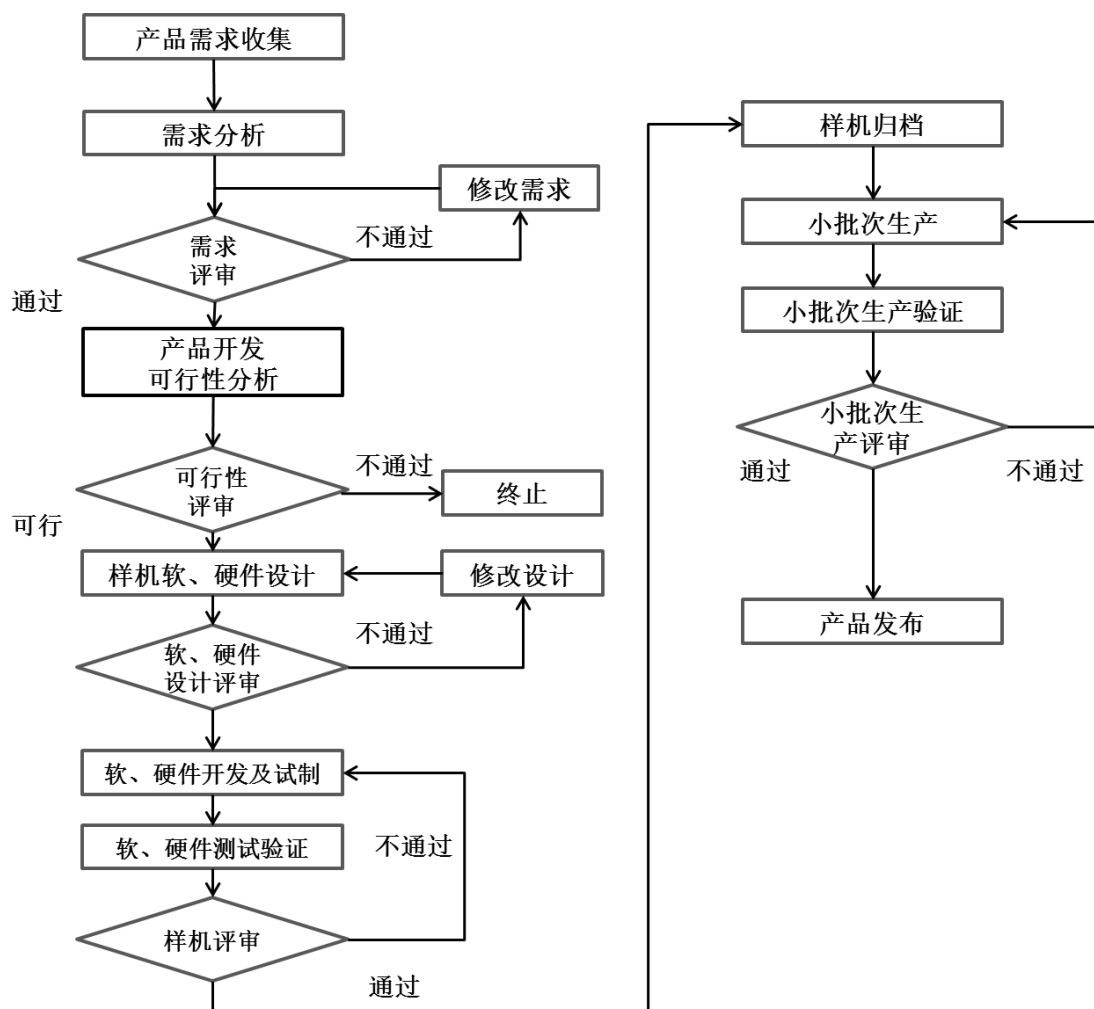 产品需求收集
需求分析
修改需求
不通过
需求
评审
通过
产品开发
可行性分析
不通过
可行性
评审
终止
可行
样机软、硬件设计
修改设计
不通过
软、硬件
设计评审
软、硬件开发及试制
软、硬件测试验证
不通过
样机评审
通过
样机归档
小批次生产
小批次生产验证
小批次生
产评审
通过
不通过
产品发布